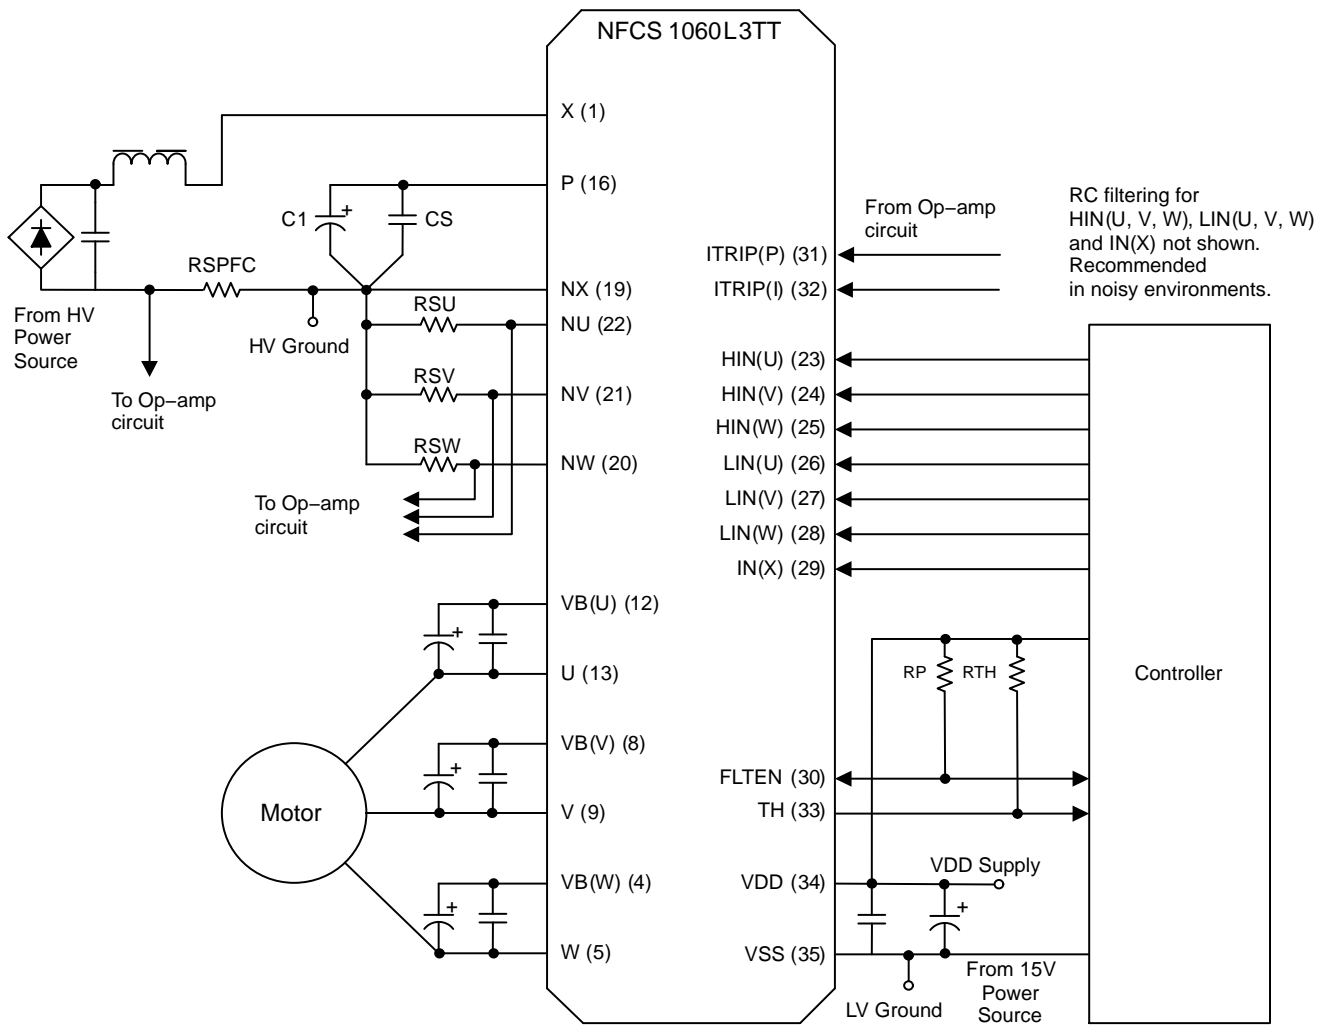 NFCS 1060L3TT
X (1)
P (16)
C1
+
CS
RSPFC
NX (19)
From HV
Power
Source
HV Ground
RSU
NU (22)
To Op−amp
circuit
RSV
NV (21)
RSW
NW (20)
To Op−amp
circuit
VB(U) (12)
+
U (13)
VB(V) (8)
+
Motor
V (9)
VB(W) (4)
+
W (5)
From Op−amp
circuit
ITRIP(P) (31)
ITRIP(I) (32)
RC filtering for
HIN(U, V, W), LIN(U, V, W)
and IN(X) not shown.
Recommended
in noisy environments.
HIN(U) (23)
HIN(V) (24)
HIN(W) (25)
LIN(U) (26)
LIN(V) (27)
LIN(W) (28)
IN(X) (29)
RP
RTH
Controller
FLTEN (30)
TH (33)
VDD Supply
VDD (34)
+
VSS (35)
From 15V
Power
Source
LV Ground